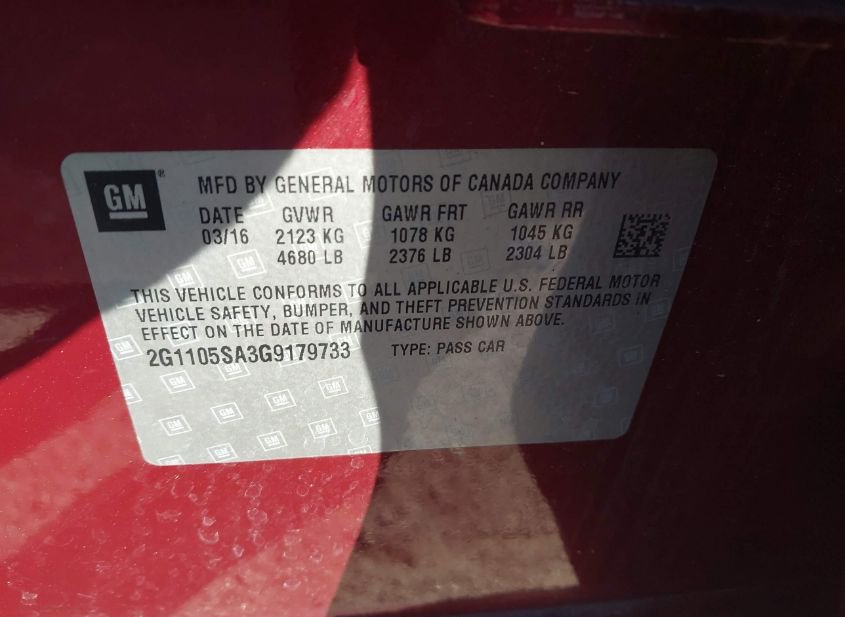 GM ®
MFD BY GENERAL MOTORS OF CANADA COMPANY
DATE GVWR GAWR FRT GAWR RR
03/16 2123 KG 1078 KG 1045 KG
4680 LB 2376 LB 2304 LB
THIS VEHICLE CONFORMS TO ALL APPLICABLE U.S. FEDERAL MOTOR
VEHICLE SAFETY, BUMPER, AND THEFT PREVENTION STANDARDS IN
EFFECT ON THE DATE OF MANUFACTURE SHOWN ABOVE.
2G1105SA3G9179733 TYPE: PASS CAR